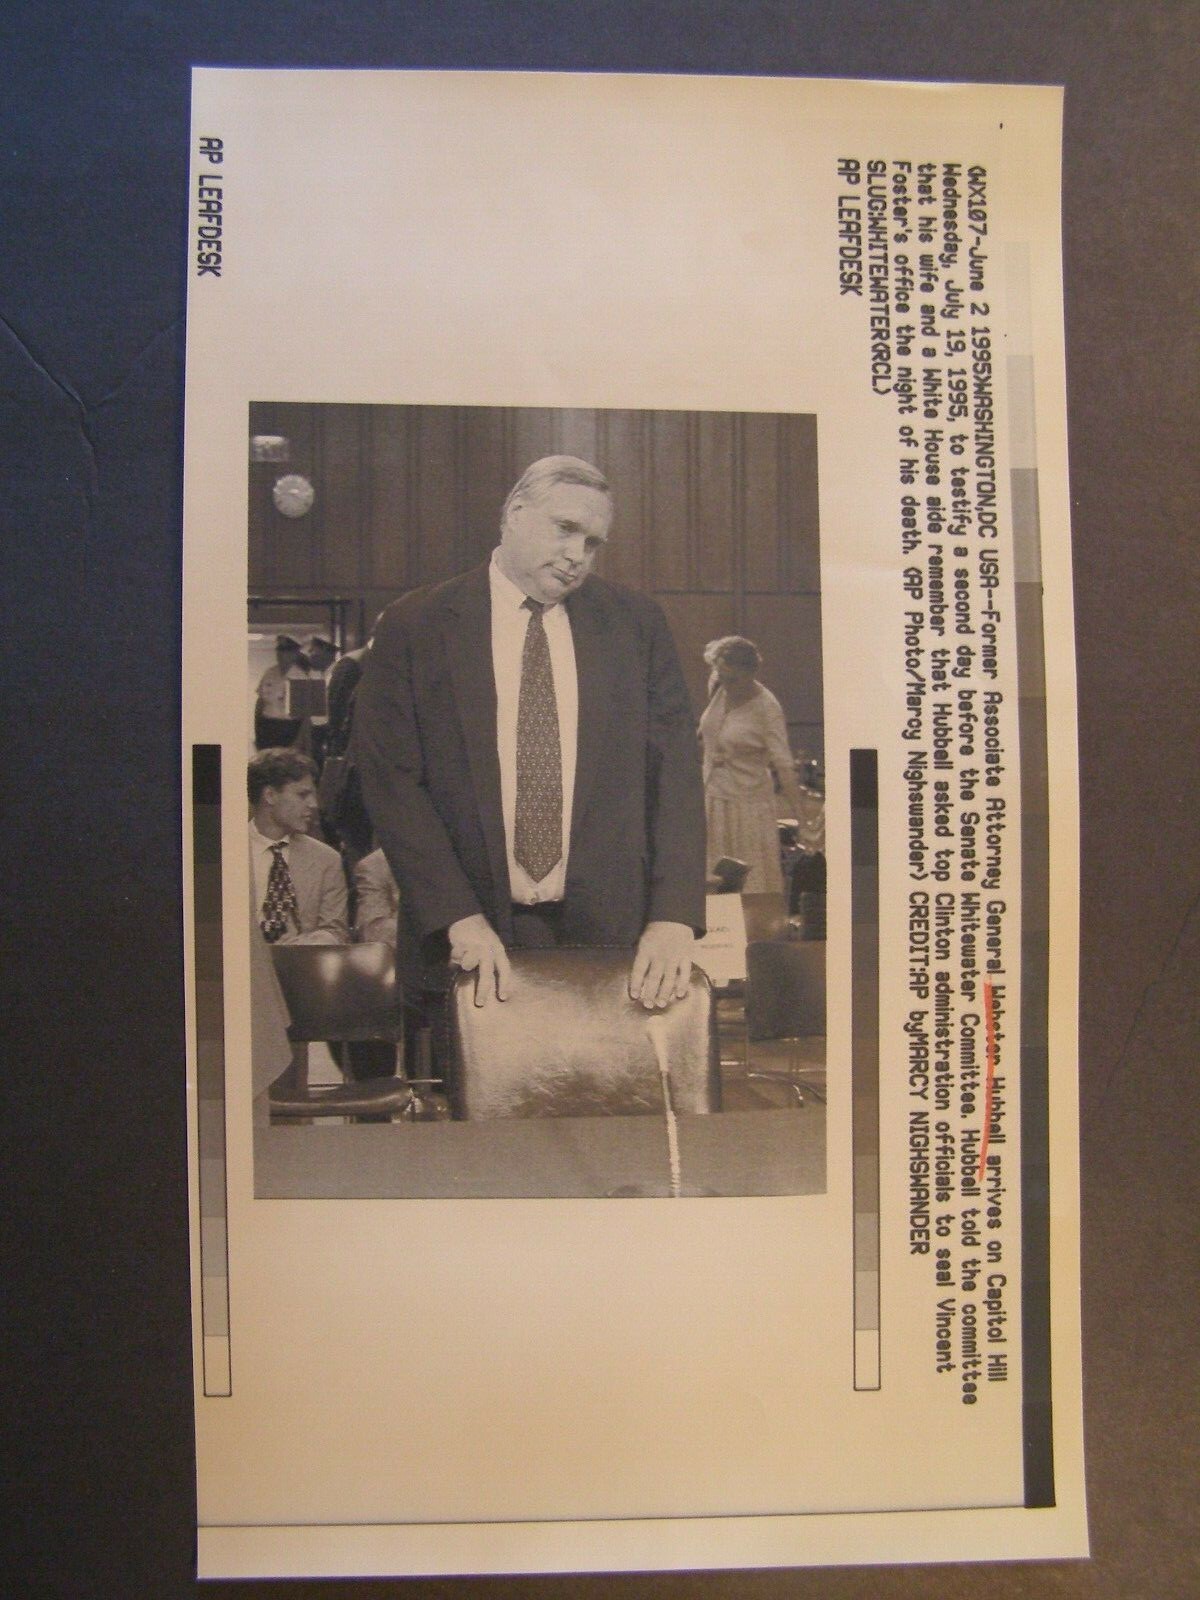 (WX107-June 2 1995)WASHINGTON,DC USA--Former Associate Attorney General Webster Hubbell arrives on Capitol Hill
Wednesday, July 19, 1995, to testify a second day before the Senate Whitewater Committee. Hubbell told the committee
that his wife and a White House aide remember that Hubbell asked top Clinton administration officials to seal Vincent
Foster's office the night of his death. (AP Photo/Marcy Nighswander) CREDIT:AP byMARCY NIGHSWANDER
SLUG:WHITEWATER(RCL)
AP LEAFDESK
AP LEAFDESK